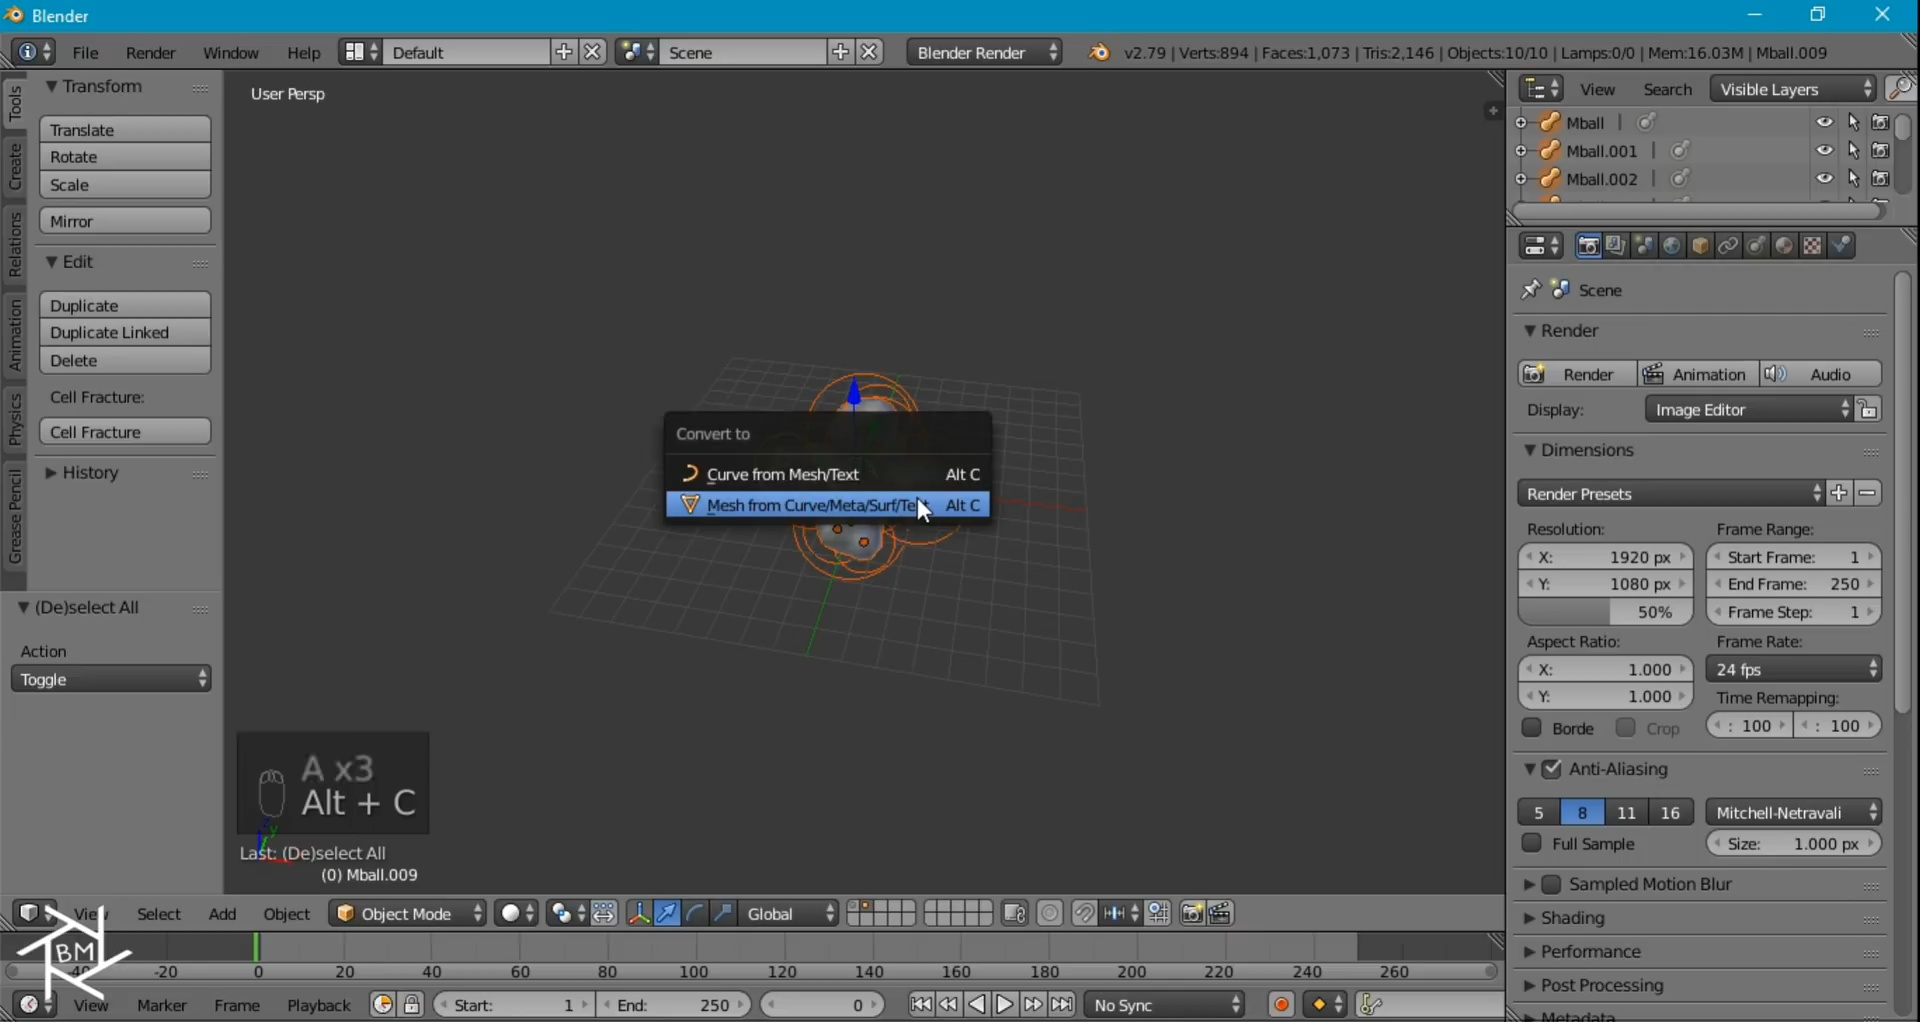 Blender
File Render Window Help Default Scene Blender Render v2.79 | Verts:894 | Faces:1,073 | Tris:2,146 | Objects:10/10 | Lamps:0/0 | Mem:16.03M | Mball.009
Tools
Create
Relations
Animation
Physics
Grease Pencil
Transform
Translate
Rotate
Scale
Mirror
Edit
Duplicate
Duplicate Linked
Delete
Cell Fracture:
Cell Fracture
History
(De)select All
Action
Toggle
User Persp
Convert to
Curve from Mesh/Text Alt C
Mesh from Curve/Meta/Surf/Te Alt C
A x3
Alt + C
Last: (De)select All
(0) Mball.009
View Search Visible Layers
Mball
Mball.001
Mball.002
Scene
Render
Render Animation Audio
Display: Image Editor
Dimensions
Render Presets
Resolution: Frame Range:
X: 1920 px Start Frame: 1
Y: 1080 px End Frame: 250
50% Frame Step: 1
Aspect Ratio: Frame Rate:
X: 1.000 24 fps
Y: 1.000 Time Remapping:
Borde Crop : 100 : 100
Anti-Aliasing
5 8 11 16 Mitchell-Netravali
Full Sample Size: 1.000 px
Sampled Motion Blur
Shading
Performance
Post Processing
Metadata
View Select Add Object Object Mode Global
BM
-40 -20 0 20 40 60 80 100 120 140 160 180 200 220 240 260
View Marker Frame Playback Start: 1 End: 250 0 No Sync